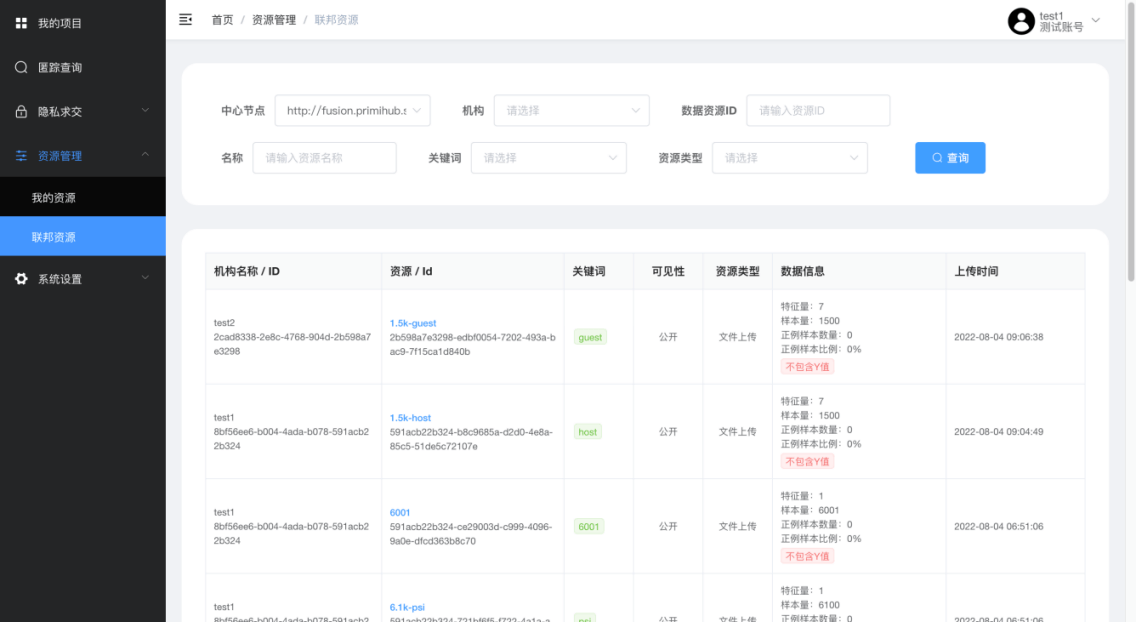 我的项目
匿踪查询
隐私求交
资源管理
我的资源
联邦资源
系统设置
首页 / 资源管理 / 联邦资源
test1
测试账号
中心节点 http://fusion.primihub.s 机构 请选择 数据资源ID 请输入资源ID
名称 请输入资源名称 关键词 请选择 资源类型 请选择 查询
机构名称 / ID 资源 / Id 关键词 可见性 资源类型 数据信息 上传时间
test2
2cad8338-2e8c-4768-904d-2b598a7
e3298
1.5k-guest
2b598a7e3298-edbf0054-7202-493a-b
ac9-7f15ca1d840b
guest
公开
文件上传
特征量：7
样本量：1500
正例样本数量：0
正例样本比例：0%
不包含Y值
2022-08-04 09:06:38
test1
8bf56ee6-b004-4ada-b078-591acb2
2b324
1.5k-host
591acb22b324-b8c9685a-d2d0-4e8a-
85c5-51de5c72107e
host
公开
文件上传
特征量：7
样本量：1500
正例样本数量：0
正例样本比例：0%
不包含Y值
2022-08-04 09:04:49
test1
8bf56ee6-b004-4ada-b078-591acb2
2b324
6001
591acb22b324-ce29003d-c999-4096-
9a0e-dfcd363b8c70
6001
公开
文件上传
特征量：1
样本量：6001
正例样本数量：0
正例样本比例：0%
不包含Y值
2022-08-04 06:51:06
test1
8bf56ee6-b004-4ada-b078-591acb2
6.1k-psi
591acb22b324-721bf6f5-f722-4a1a-a
psi
公开
文件上传
特征量：1
样本量：6100
正例样本数量：0
2022-08-04 06:51:06